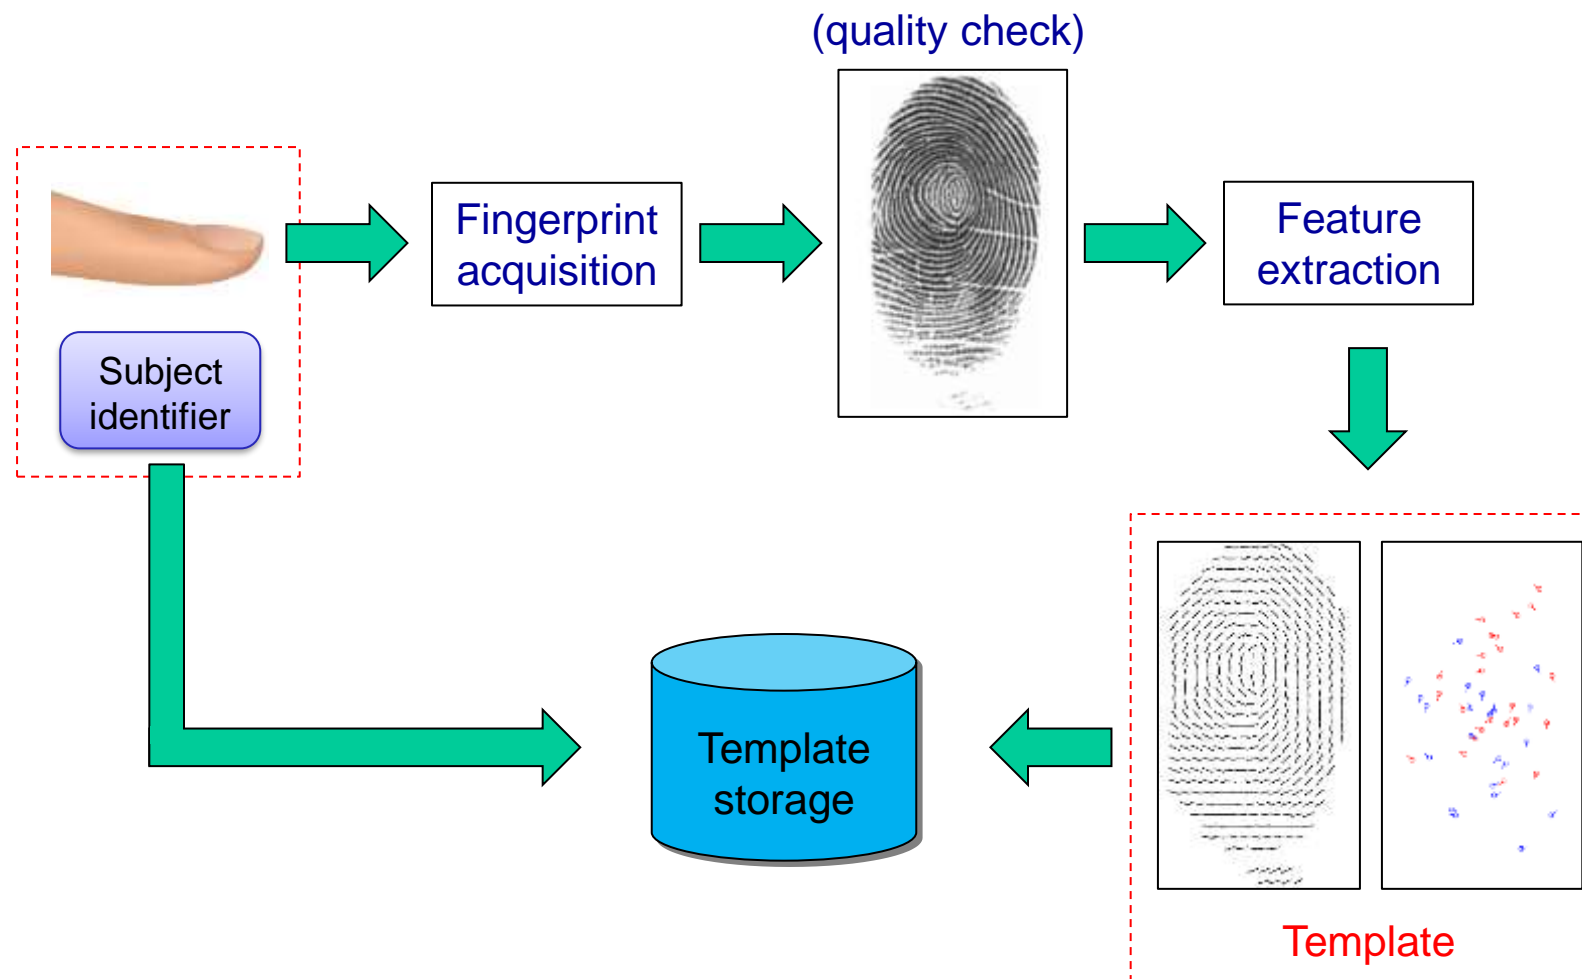 (quality check)
Fingerprint
acquisition
Feature
extraction
Subject
identifier
Template
storage
Template